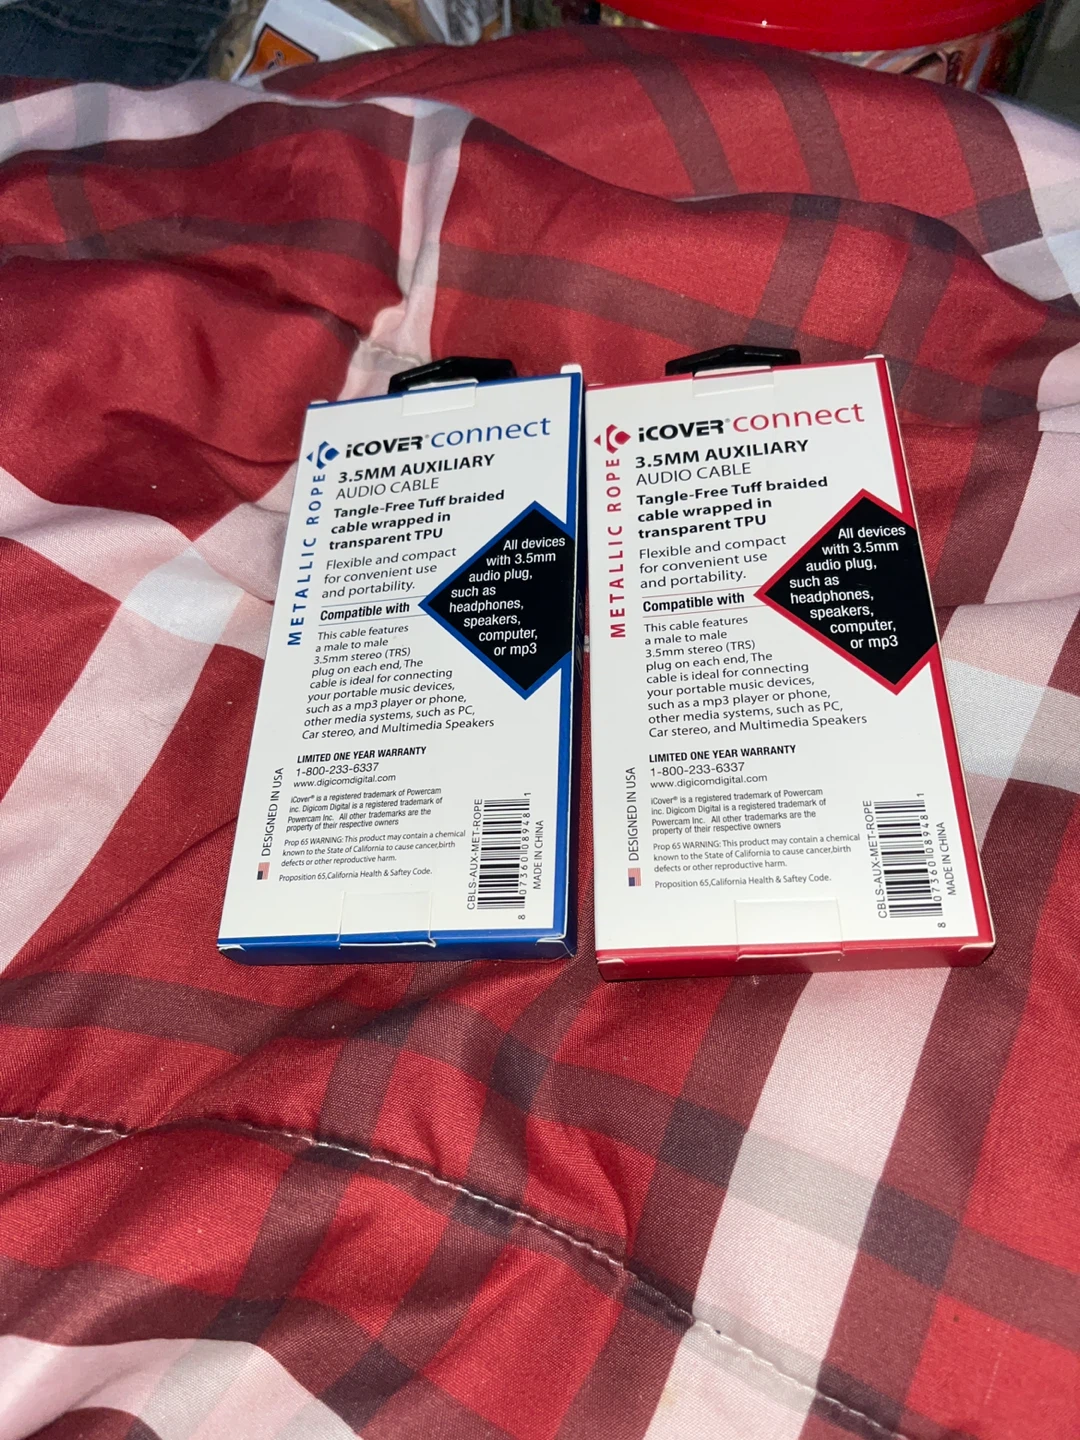 iCOVER® connect
METALLIC ROPE
3.5MM AUXILIARY
AUDIO CABLE
Tangle-Free Tuff braided
cable wrapped in
transparent TPU
Flexible and compact
for convenient use
and portability.
Compatible with
All devices
with 3.5mm
audio plug,
such as
headphones,
speakers,
computer,
or mp3
This cable features
a male to male
3.5mm stereo (TRS)
plug on each end, The
cable is ideal for connecting
your portable music devices,
such as a mp3 player or phone,
other media systems, such as PC,
Car stereo, and Multimedia Speakers
LIMITED ONE YEAR WARRANTY
1-800-233-6337
www.digicomdigital.com
DESIGNED IN USA
iCover® is a registered trademark of Powercam
inc. Digicom Digital is a registered trademark of
Powercam Inc. All other trademarks are the
property of their respective owners
Prop 65 WARNING: This product may contain a chemical
known to the State of California to cause cancer,birth
defects or other reproductive harm.
Proposition 65,California Health & Saftey Code.
CBLS-AUX-MET-ROPE
8 07360 08948 1
MADE IN CHINA
iCOVER® connect
METALLIC ROPE
3.5MM AUXILIARY
AUDIO CABLE
Tangle-Free Tuff braided
cable wrapped in
transparent TPU
Flexible and compact
for convenient use
and portability.
Compatible with
All devices
with 3.5mm
audio plug,
such as
headphones,
speakers,
computer,
or mp3
This cable features
a male to male
3.5mm stereo (TRS)
plug on each end, The
cable is ideal for connecting
your portable music devices,
such as a mp3 player or phone,
other media systems, such as PC,
Car stereo, and Multimedia Speakers
LIMITED ONE YEAR WARRANTY
1-800-233-6337
www.digicomdigital.com
DESIGNED IN USA
iCover® is a registered trademark of Powercam
inc. Digicom Digital is a registered trademark of
Powercam Inc. All other trademarks are the
property of their respective owners
Prop 65 WARNING: This product may contain a chemical
known to the State of California to cause cancer,birth
defects or other reproductive harm.
Proposition 65,California Health & Saftey Code.
CBLS-AUX-MET-ROPE
8 07360 08948 1
MADE IN CHINA